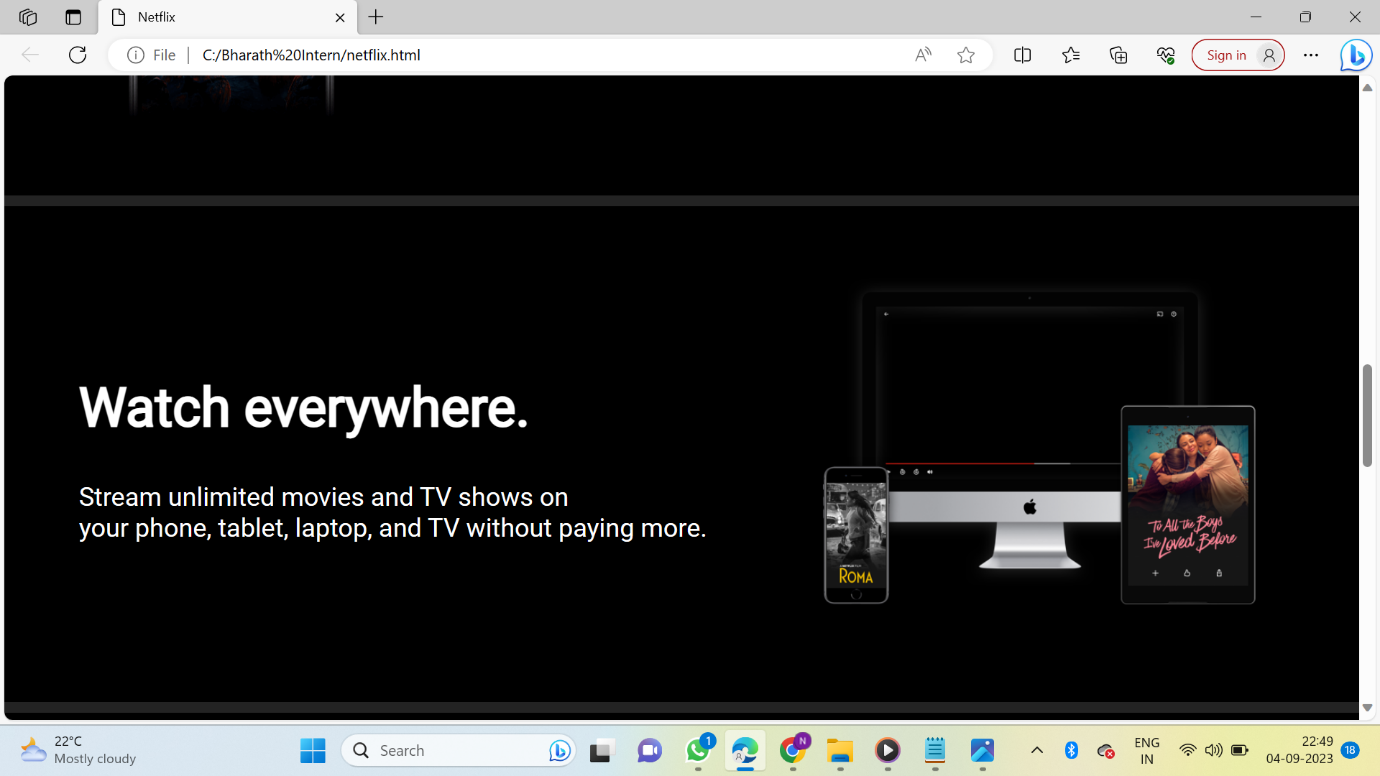 Netflix
File
C:/Bharath%20Intern/netflix.html
Sign in
Watch everywhere.
Stream unlimited movies and TV shows on
your phone, tablet, laptop, and TV without paying more.
ROMA
To All the Boys
I've Loved Before
22°C
Mostly cloudy
Search
1
N
ENG
IN
22:49
04-09-2023
18